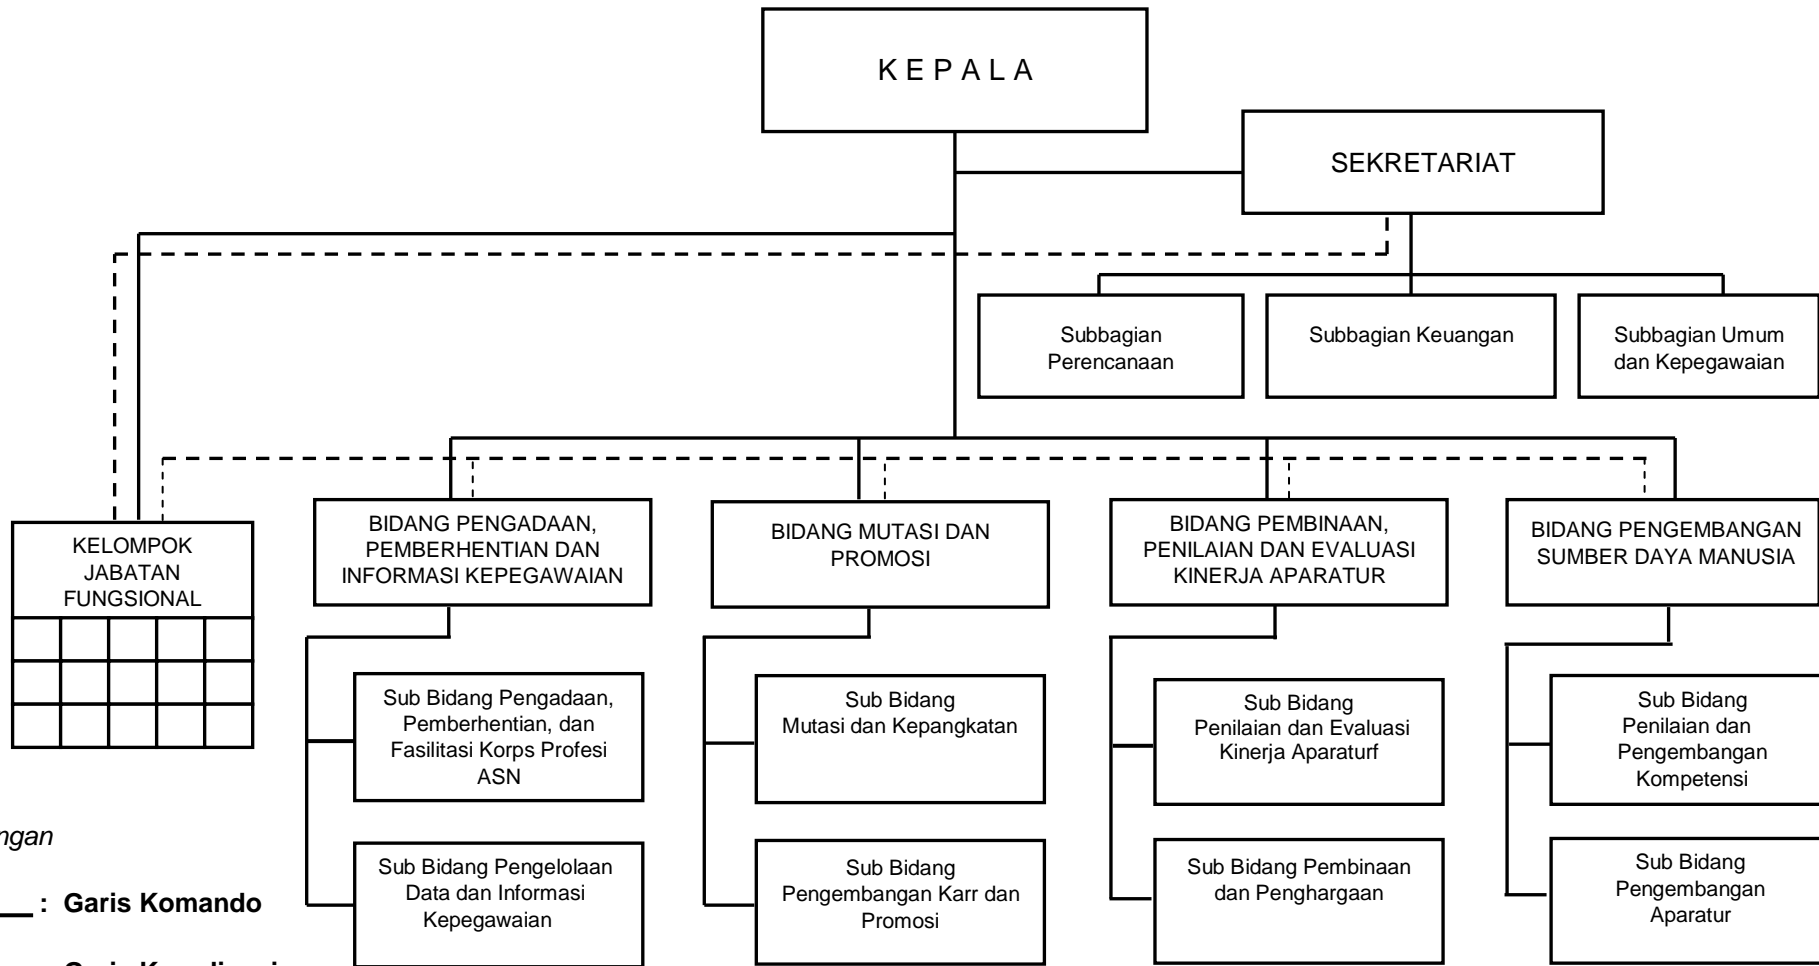 K E P A L A
SEKRETARIAT
Subbagian
Perencanaan
Subbagian Keuangan
Subbagian Umum
dan Kepegawaian
KELOMPOK
JABATAN
FUNGSIONAL
BIDANG PENGADAAN,
PEMBERHENTIAN DAN
INFORMASI KEPEGAWAIAN
BIDANG MUTASI DAN
PROMOSI
BIDANG PEMBINAAN,
PENILAIAN DAN EVALUASI
KINERJA APARATUR
BIDANG PENGEMBANGAN
SUMBER DAYA MANUSIA
Sub Bidang Pengadaan,
Pemberhentian, dan
Fasilitasi Korps Profesi
ASN
Sub Bidang
Mutasi dan Kepangkatan
Sub Bidang
Penilaian dan Evaluasi
Kinerja Aparaturf
Sub Bidang
Penilaian dan
Pengembangan
Kompetensi
Sub Bidang Pengelolaan
Data dan Informasi
Kepegawaian
Sub Bidang
Pengembangan Karr dan
Promosi
Sub Bidang Pembinaan
dan Penghargaan
Sub Bidang
Pengembangan
Aparatur
ngan
: Garis Komando